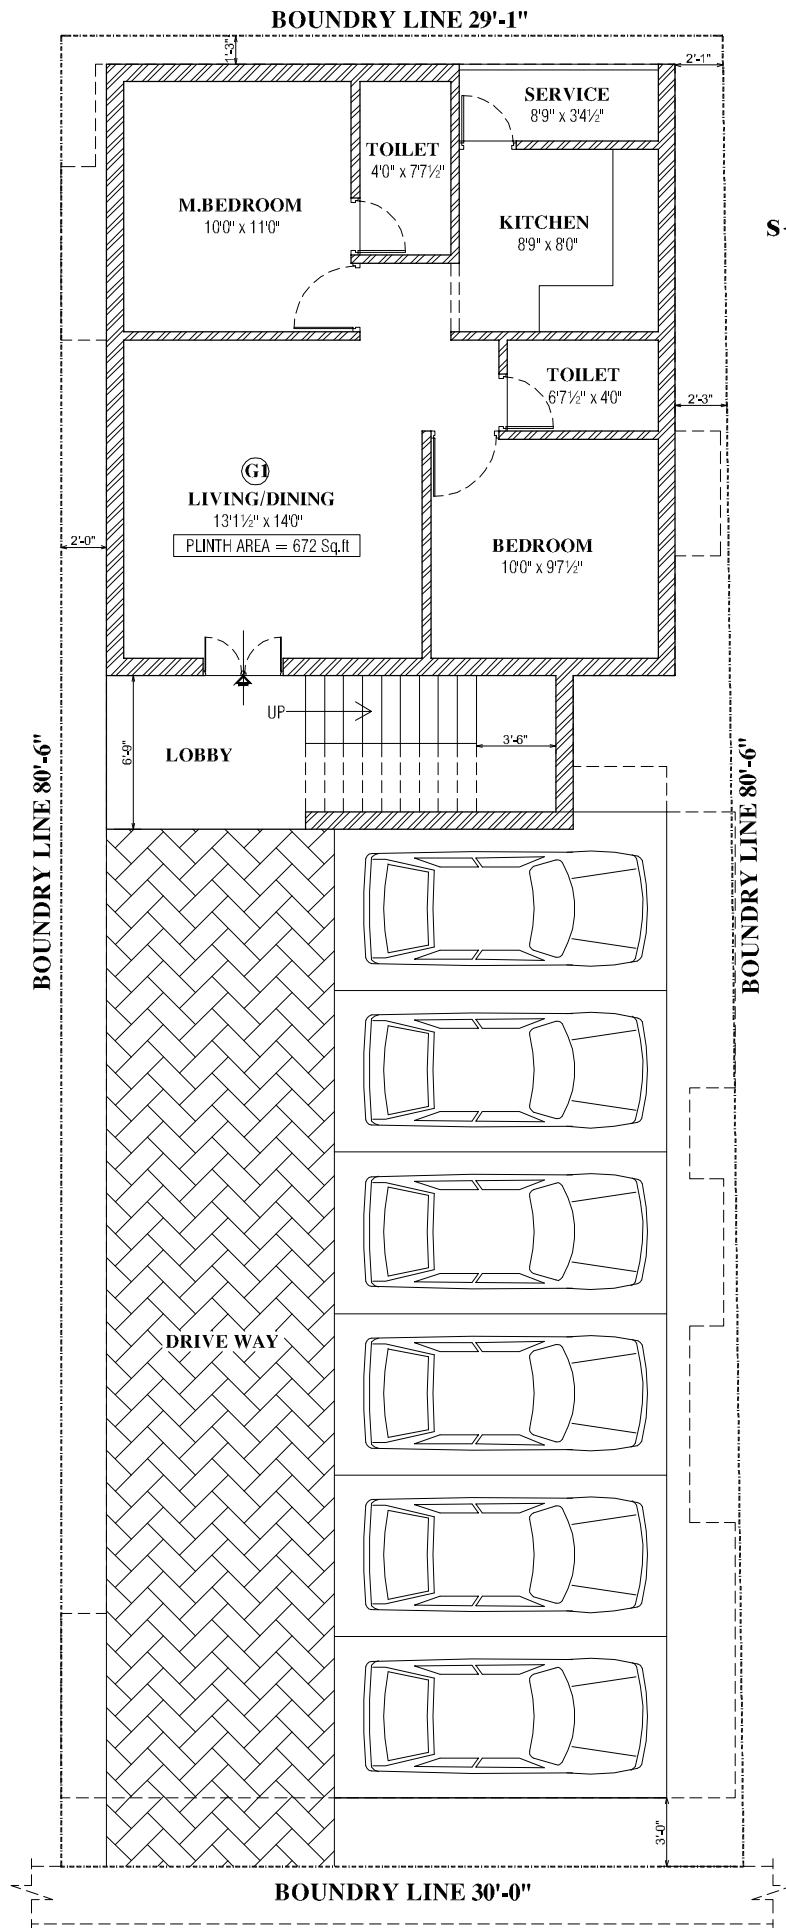 BOUNDRY LINE 29'-1"
1'-3"
2'-1"
SERVICE
8'9" x 3'4½"
TOILET
4'0" x 7'7½"
M.BEDROOM
10'0" x 11'0"
KITCHEN
8'9" x 8'0"
S
TOILET
6'7½" x 4'0"
2'-3"
G1
LIVING/DINING
13'1½" x 14'0"
PLINTH AREA = 672 Sq.ft
2'-0"
BEDROOM
10'0" x 9'7½"
UP
3'-6"
6'-9"
LOBBY
BOUNDRY LINE 80'-6"
BOUNDRY LINE 80'-6"
DRIVE WAY
3'-0"
BOUNDRY LINE 30'-0"